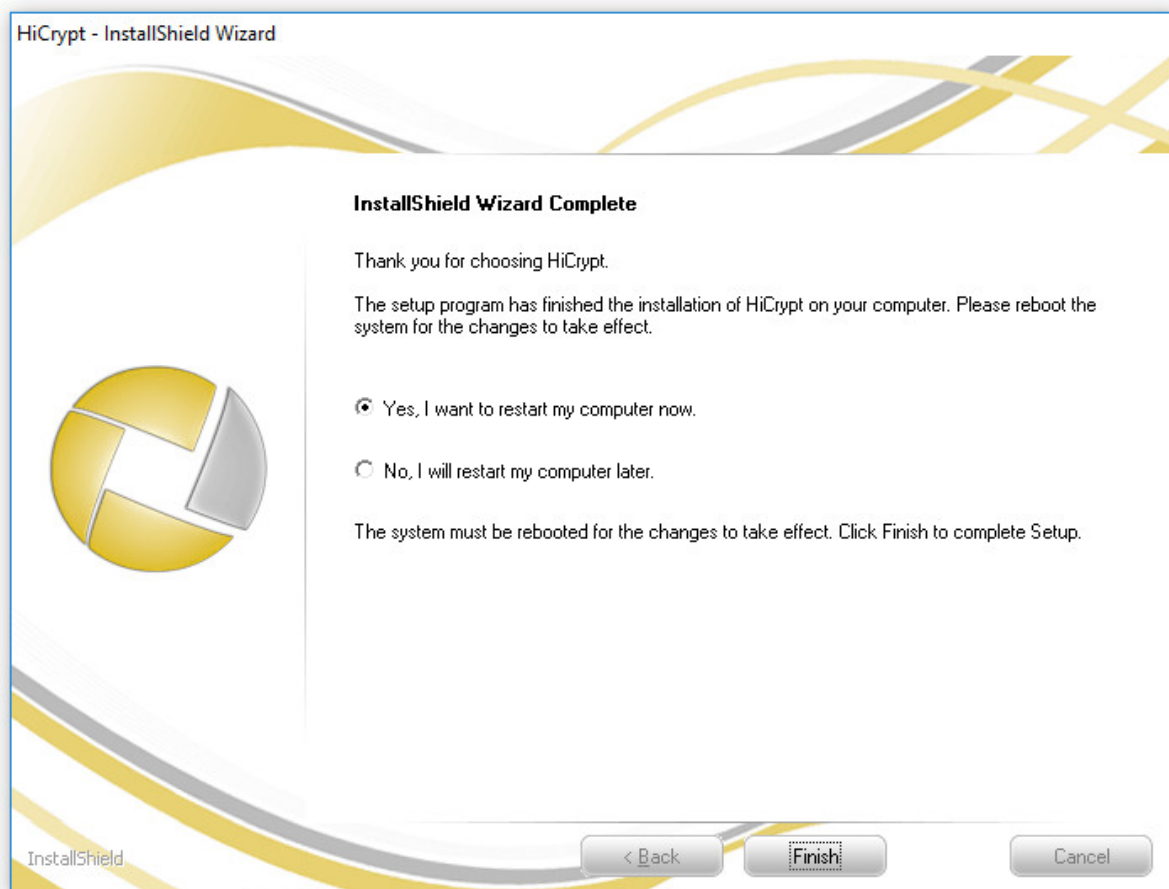 HiCrypt - InstallShield Wizard
InstallShield Wizard Complete
Thank you for choosing HiCrypt.
The setup program has finished the installation of HiCrypt on your computer. Please reboot the
system for the changes to take effect.
Yes, I want to restart my computer now.
No, I will restart my computer later.
The system must be rebooted for the changes to take effect. Click Finish to complete Setup.
InstallShield
< Back
Finish
Cancel